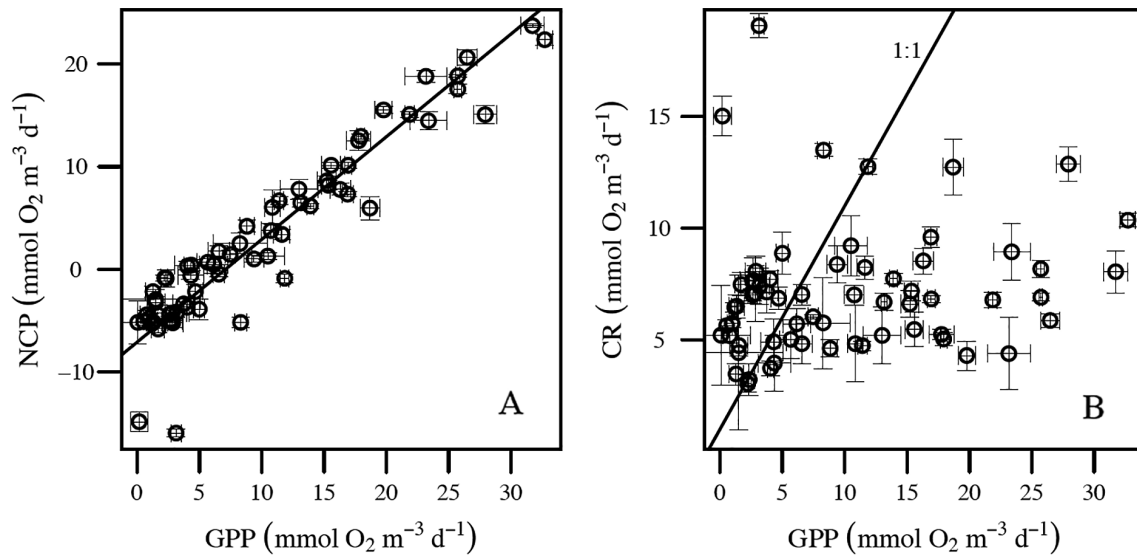 NCP (mmol O₂ m⁻³ d⁻¹)
20
10
0
−10
A
0 5 10 15 20 25 30
GPP (mmol O₂ m⁻³ d⁻¹)
CR (mmol O₂ m⁻³ d⁻¹)
15
10
5
1:1
B
0 5 10 15 20 25 30
GPP (mmol O₂ m⁻³ d⁻¹)